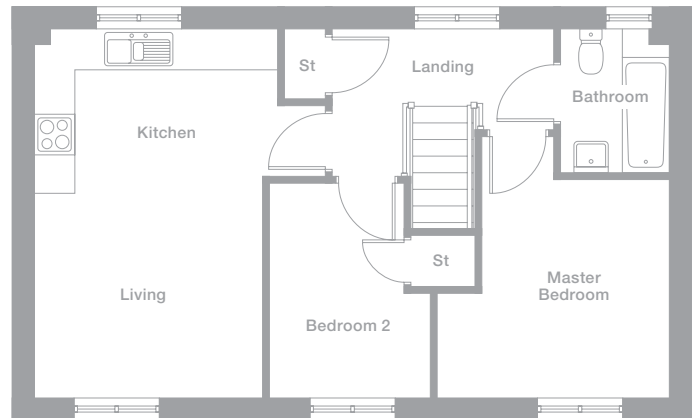 St
Landing
Bathroom
Kitchen
St
Master
Bedroom
Living
Bedroom 2